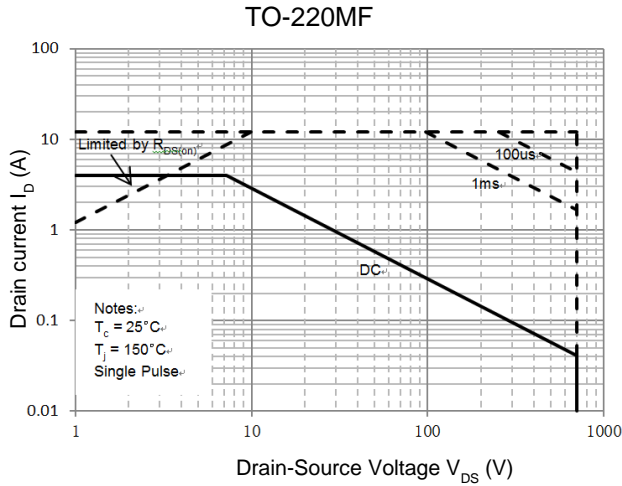 TO-220MF
100
10
1
0.1
0.01
Drain current I_D (A)
Limited by R_DS(on)
100us
1ms
DC
Notes:
T_c = 25°C
T_j = 150°C
Single Pulse
1
10
100
1000
Drain-Source Voltage V_DS (V)